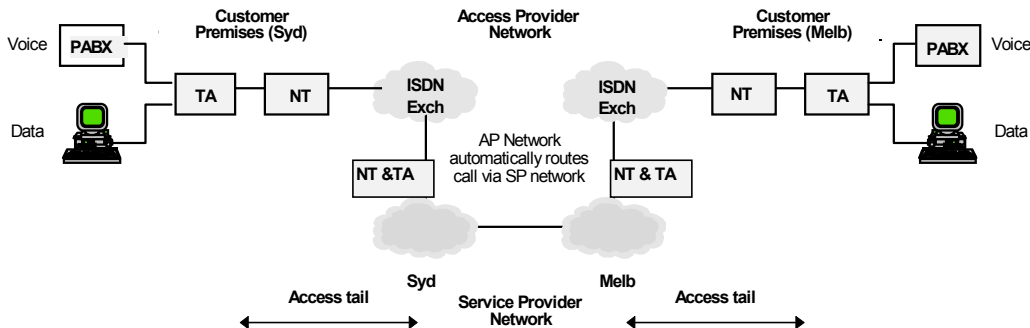 Customer
Premises (Syd)
Access Provider
Network
Customer
Premises (Melb)
Voice
PABX
TA
NT
ISDN
Exch
ISDN
Exch
NT
TA
PABX
Voice
Data
Data
AP Network
automatically routes
call via SP network
NT &TA
NT & TA
Syd
Melb
Access tail
Service Provider
Network
Access tail